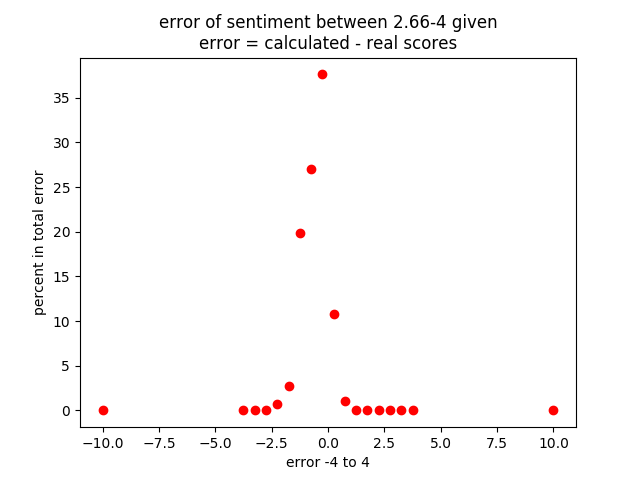 error of sentiment between 2.66-4 given
error = calculated - real scores
percent in total error
35
30
25
20
15
10
5
0
−10.0 −7.5 −5.0 −2.5 0.0 2.5 5.0 7.5 10.0
error -4 to 4